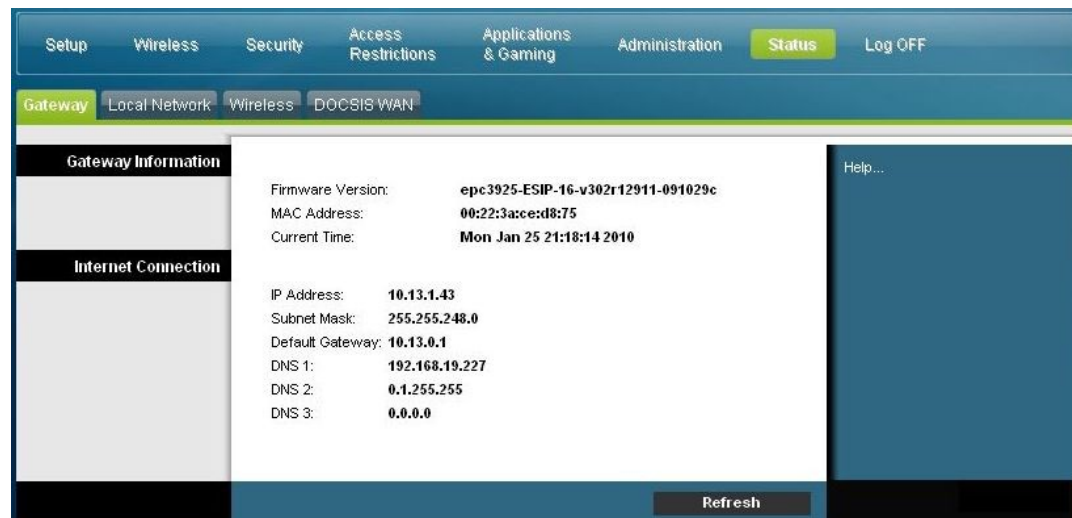 Setup Wireless Security Access Restrictions Applications & Gaming Administration Status Log OFF
Gateway Local Network Wireless DOCSIS WAN
Gateway Information
Help...
Firmware Version: epc3925-ESIP-16-v302r12911-091029c
MAC Address: 00:22:3a:ce:d8:75
Current Time: Mon Jan 25 21:18:14 2010
Internet Connection
IP Address: 10.13.1.43
Subnet Mask: 255.255.248.0
Default Gateway: 10.13.0.1
DNS 1: 192.168.19.227
DNS 2: 0.1.255.255
DNS 3: 0.0.0.0
Refresh